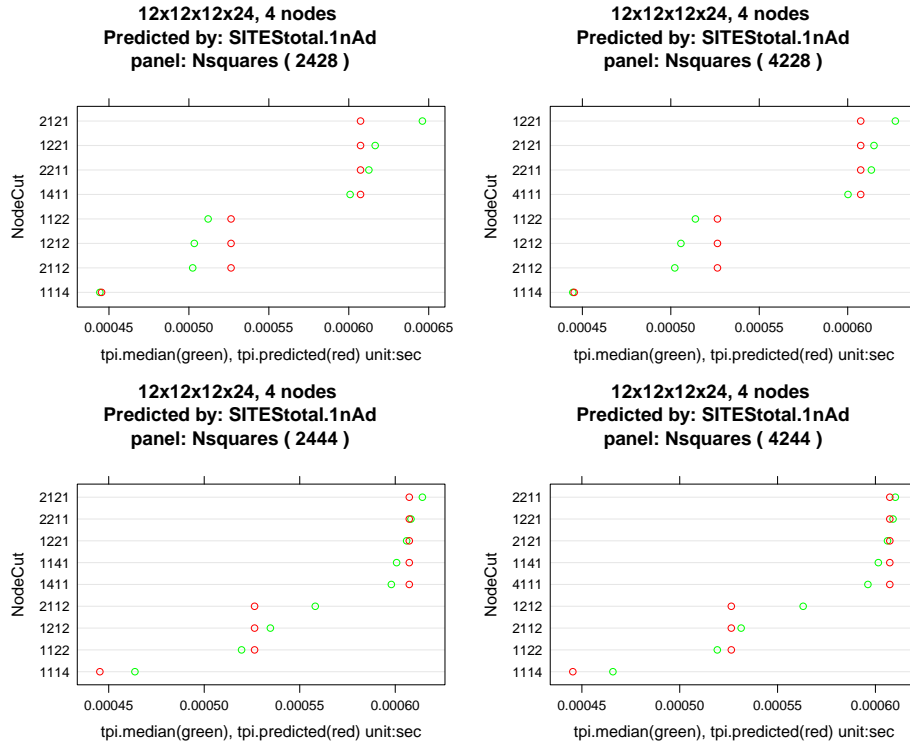 12x12x12x24, 4 nodes
Predicted by: SITEStotal.1nAd
panel: Nsquares ( 2428 )
NodeCut
2121
1221
2211
1411
1122
1212
2112
1114
0.00045 0.00050 0.00055 0.00060 0.00065
tpi.median(green), tpi.predicted(red) unit:sec
12x12x12x24, 4 nodes
Predicted by: SITEStotal.1nAd
panel: Nsquares ( 4228 )
NodeCut
1221
2121
2211
4111
1122
1212
2112
1114
0.00045 0.00050 0.00055 0.00060
tpi.median(green), tpi.predicted(red) unit:sec
12x12x12x24, 4 nodes
Predicted by: SITEStotal.1nAd
panel: Nsquares ( 2444 )
NodeCut
2121
2211
1221
1141
1411
2112
1212
1122
1114
0.00045 0.00050 0.00055 0.00060
tpi.median(green), tpi.predicted(red) unit:sec
12x12x12x24, 4 nodes
Predicted by: SITEStotal.1nAd
panel: Nsquares ( 4244 )
NodeCut
2211
1221
2121
1141
4111
1212
2112
1122
1114
0.00045 0.00050 0.00055 0.00060
tpi.median(green), tpi.predicted(red) unit:sec